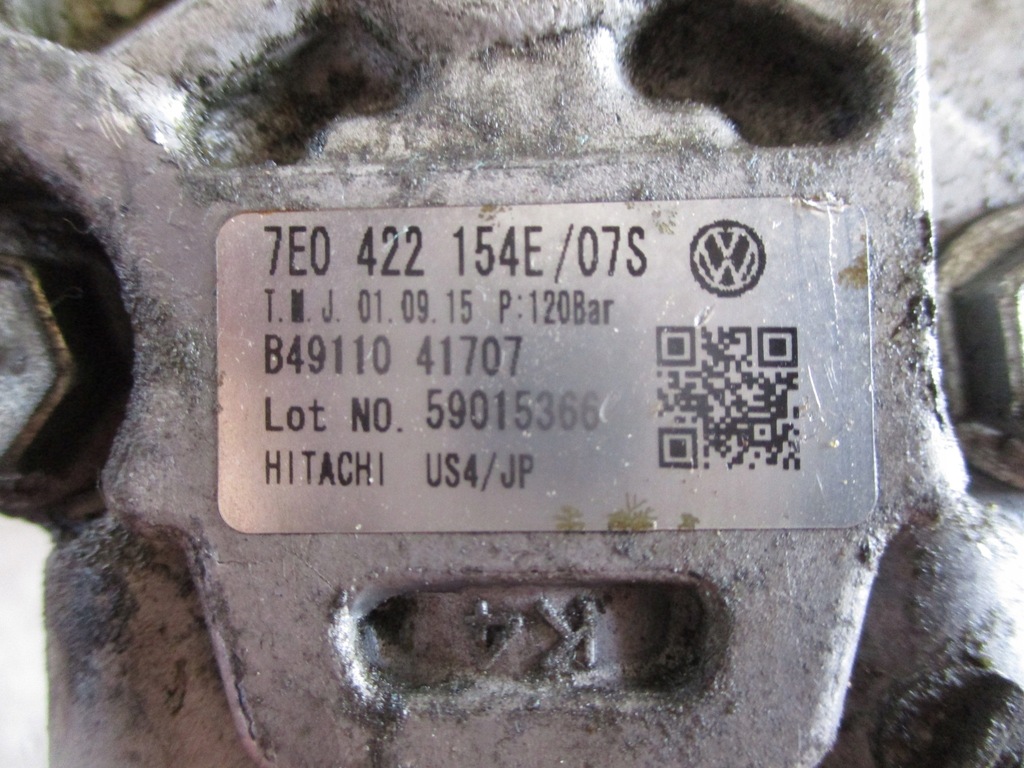 7E0 422 154E/07S
T.M.J. 01.09.15 P:120Bar
B49110 41707
Lot NO. 59015366
HITACHI US4/JP
K4